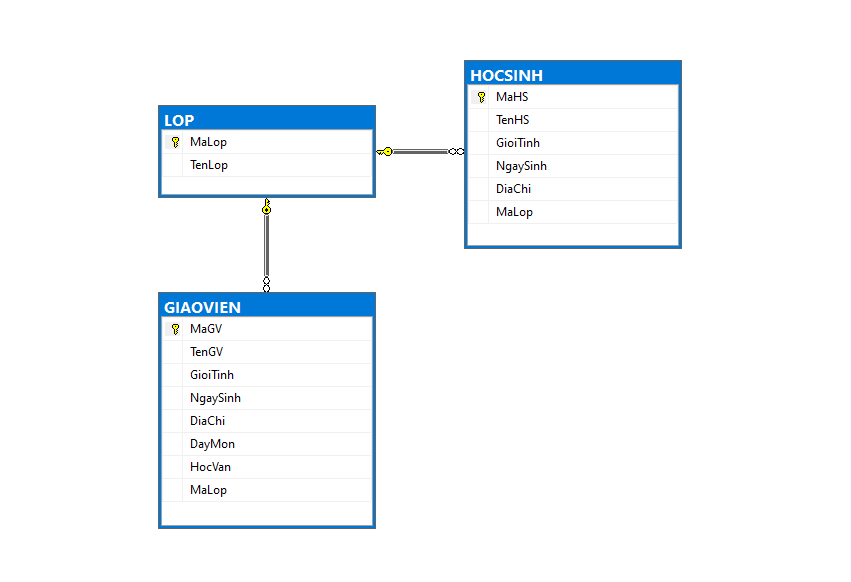 LOP
MaLop
TenLop
HOCSINH
MaHS
TenHS
GioiTinh
NgaySinh
DiaChi
MaLop
GIAOVIEN
MaGV
TenGV
GioiTinh
NgaySinh
DiaChi
DayMon
HocVan
MaLop